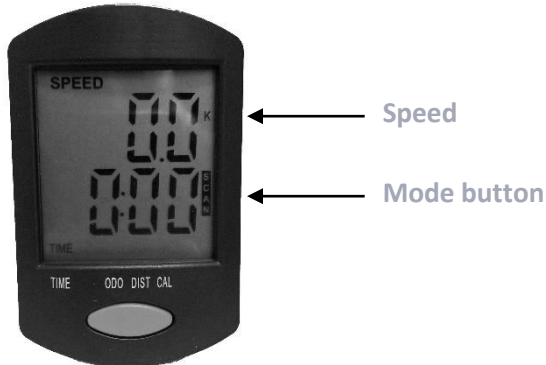 SPEED
0.0 K Speed
0:00 SCAN Mode button
TIME
TIME ODO DIST CAL